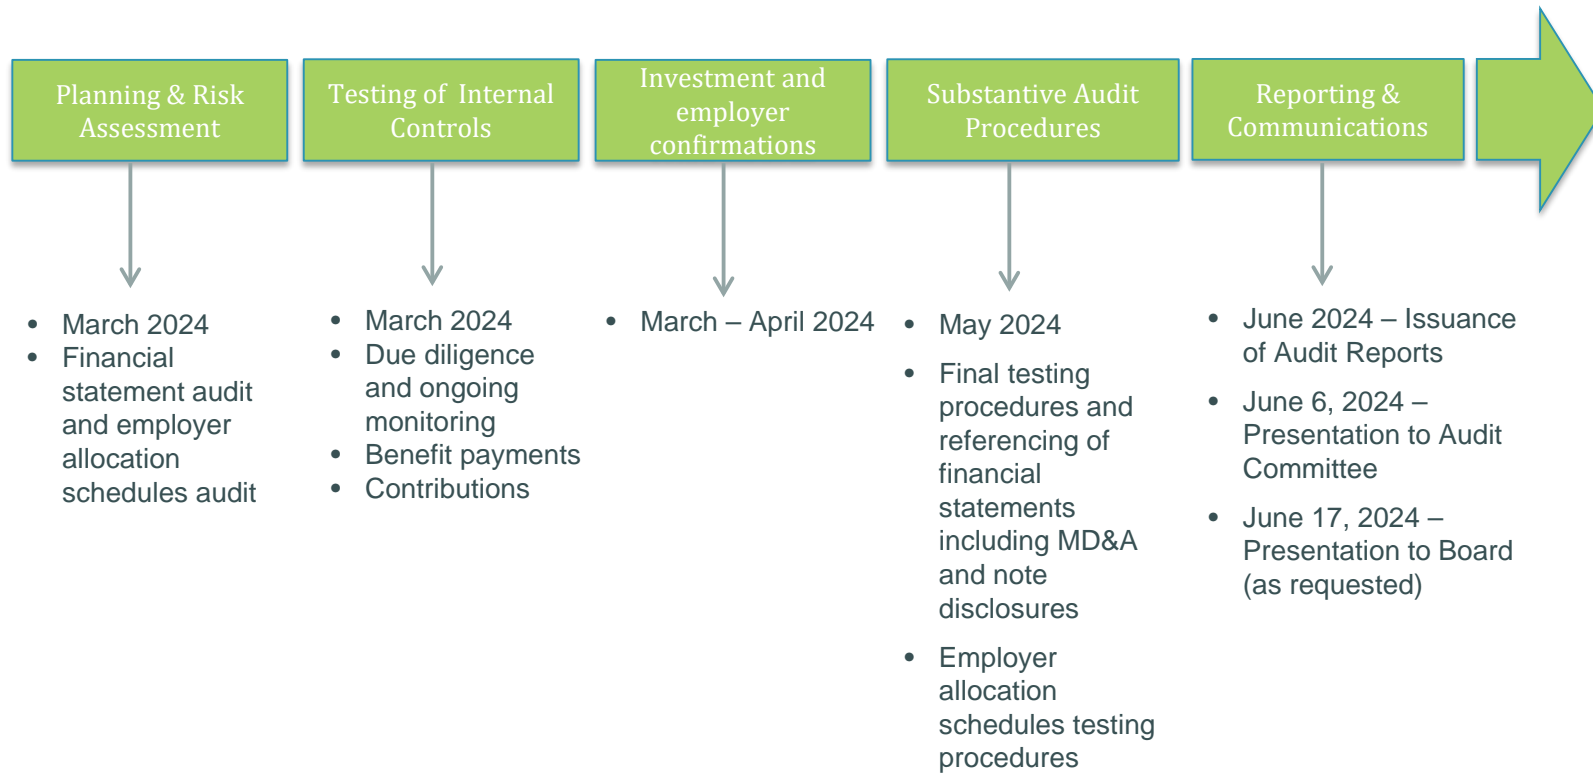 Planning & Risk
Assessment
Testing of Internal
Controls
Investment and
employer
confirmations
Substantive Audit
Procedures
Reporting &
Communications
• March 2024
• Financial
statement audit
and employer
allocation
schedules audit
• March 2024
• Due diligence
and ongoing
monitoring
• Benefit payments
• Contributions
• March – April 2024
• May 2024
• Final testing
procedures and
referencing of
financial
statements
including MD&A
and note
disclosures
• Employer
allocation
schedules testing
procedures
• June 2024 – Issuance
of Audit Reports
• June 6, 2024 –
Presentation to Audit
Committee
• June 17, 2024 –
Presentation to Board
(as requested)